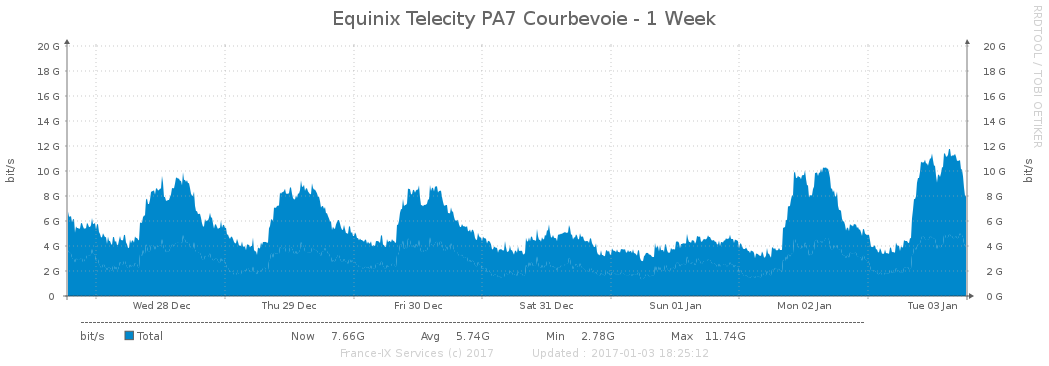 Equinix Telecity PA7 Courbevoie - 1 Week
RRDTOOL / TOBI OETIKER
bit/s
20 G
18 G
16 G
14 G
12 G
10 G
8 G
6 G
4 G
2 G
0
20 G
18 G
16 G
14 G
12 G
10 G
8 G
6 G
4 G
2 G
0 G
bit/s
Wed 28 Dec Thu 29 Dec Fri 30 Dec Sat 31 Dec Sun 01 Jan Mon 02 Jan Tue 03 Jan
bit/s Total Now 7.66G Avg 5.74G Min 2.78G Max 11.74G
France-IX Services (c) 2017 Updated : 2017-01-03 18:25:12